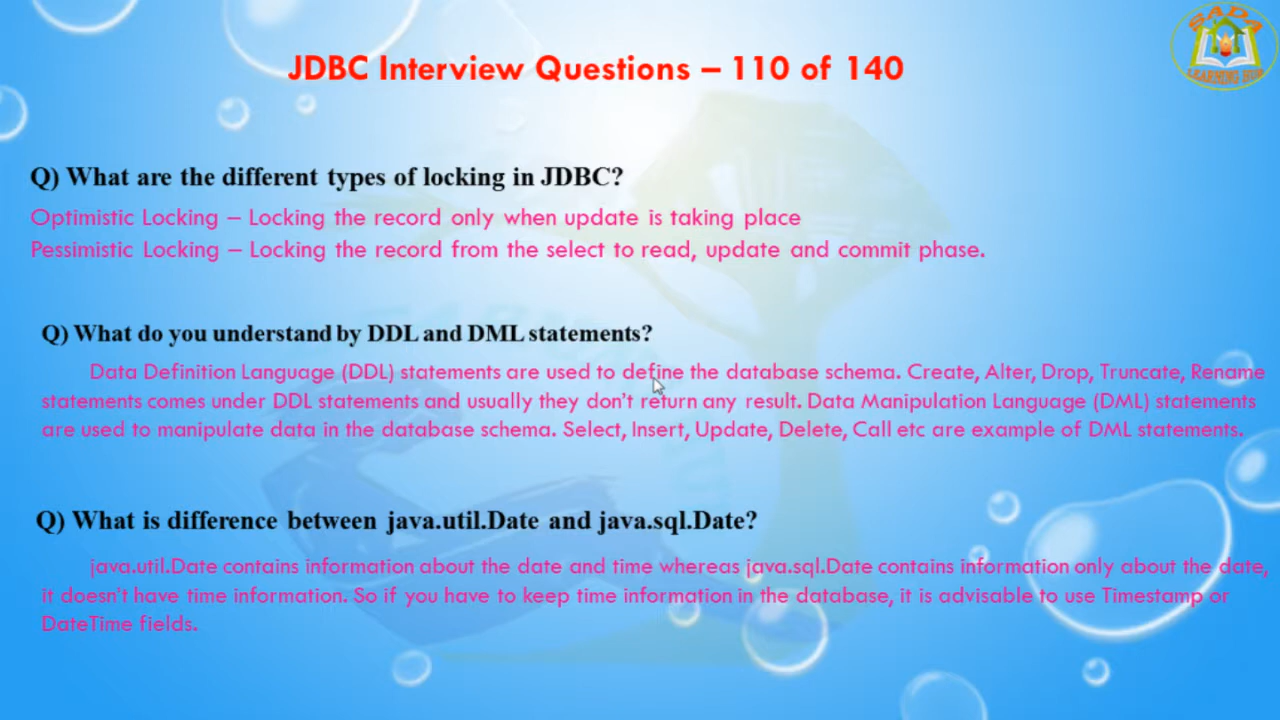 SADA
LEARNING HUB
JDBC Interview Questions – 110 of 140
Q) What are the different types of locking in JDBC?
Optimistic Locking – Locking the record only when update is taking place
Pessimistic Locking – Locking the record from the select to read, update and commit phase.
Q) What do you understand by DDL and DML statements?
Data Definition Language (DDL) statements are used to define the database schema. Create, Alter, Drop, Truncate, Rename
statements comes under DDL statements and usually they don't return any result. Data Manipulation Language (DML) statements
are used to manipulate data in the database schema. Select, Insert, Update, Delete, Call etc are example of DML statements.
Q) What is difference between java.util.Date and java.sql.Date?
java.util.Date contains information about the date and time whereas java.sql.Date contains information only about the date,
it doesn't have time information. So if you have to keep time information in the database, it is advisable to use Timestamp or
DateTime fields.